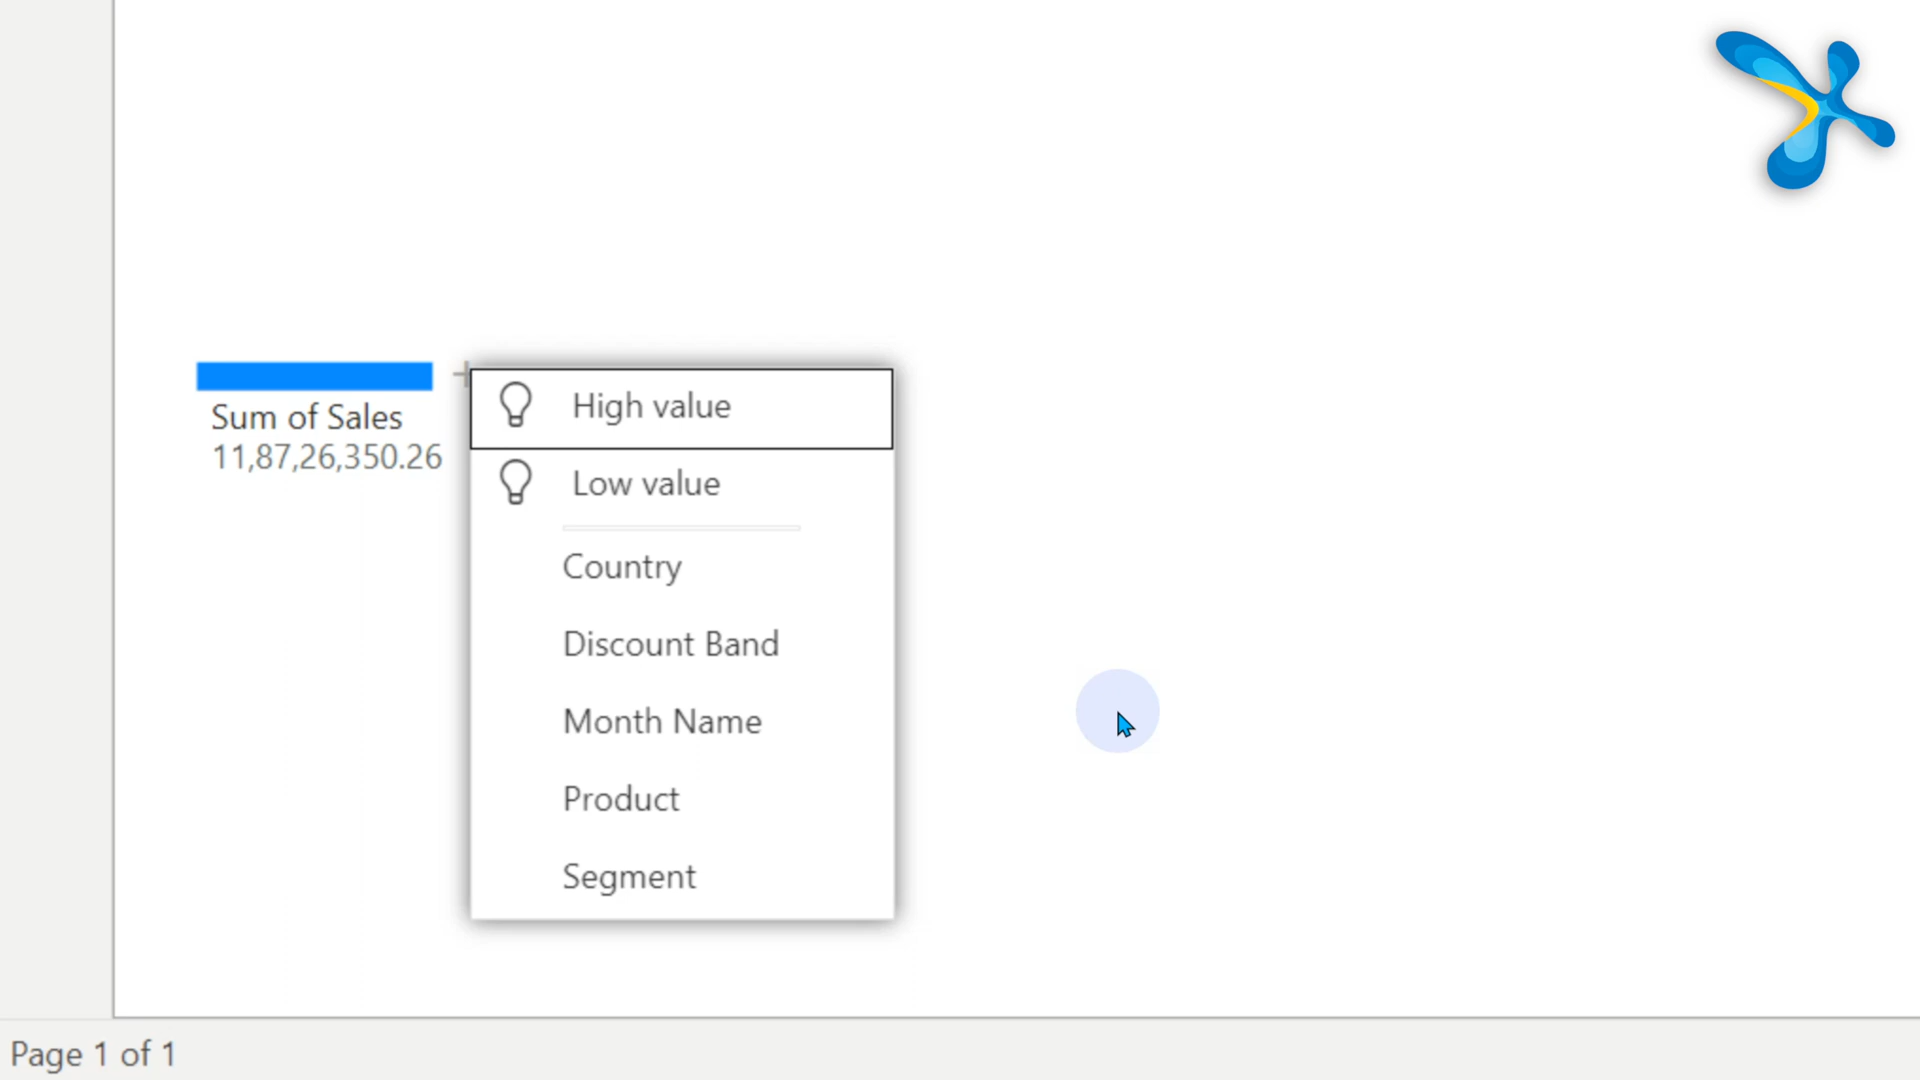 Sum of Sales
11,87,26,350.26
High value
Low value
Country
Discount Band
Month Name
Product
Segment
Page 1 of 1